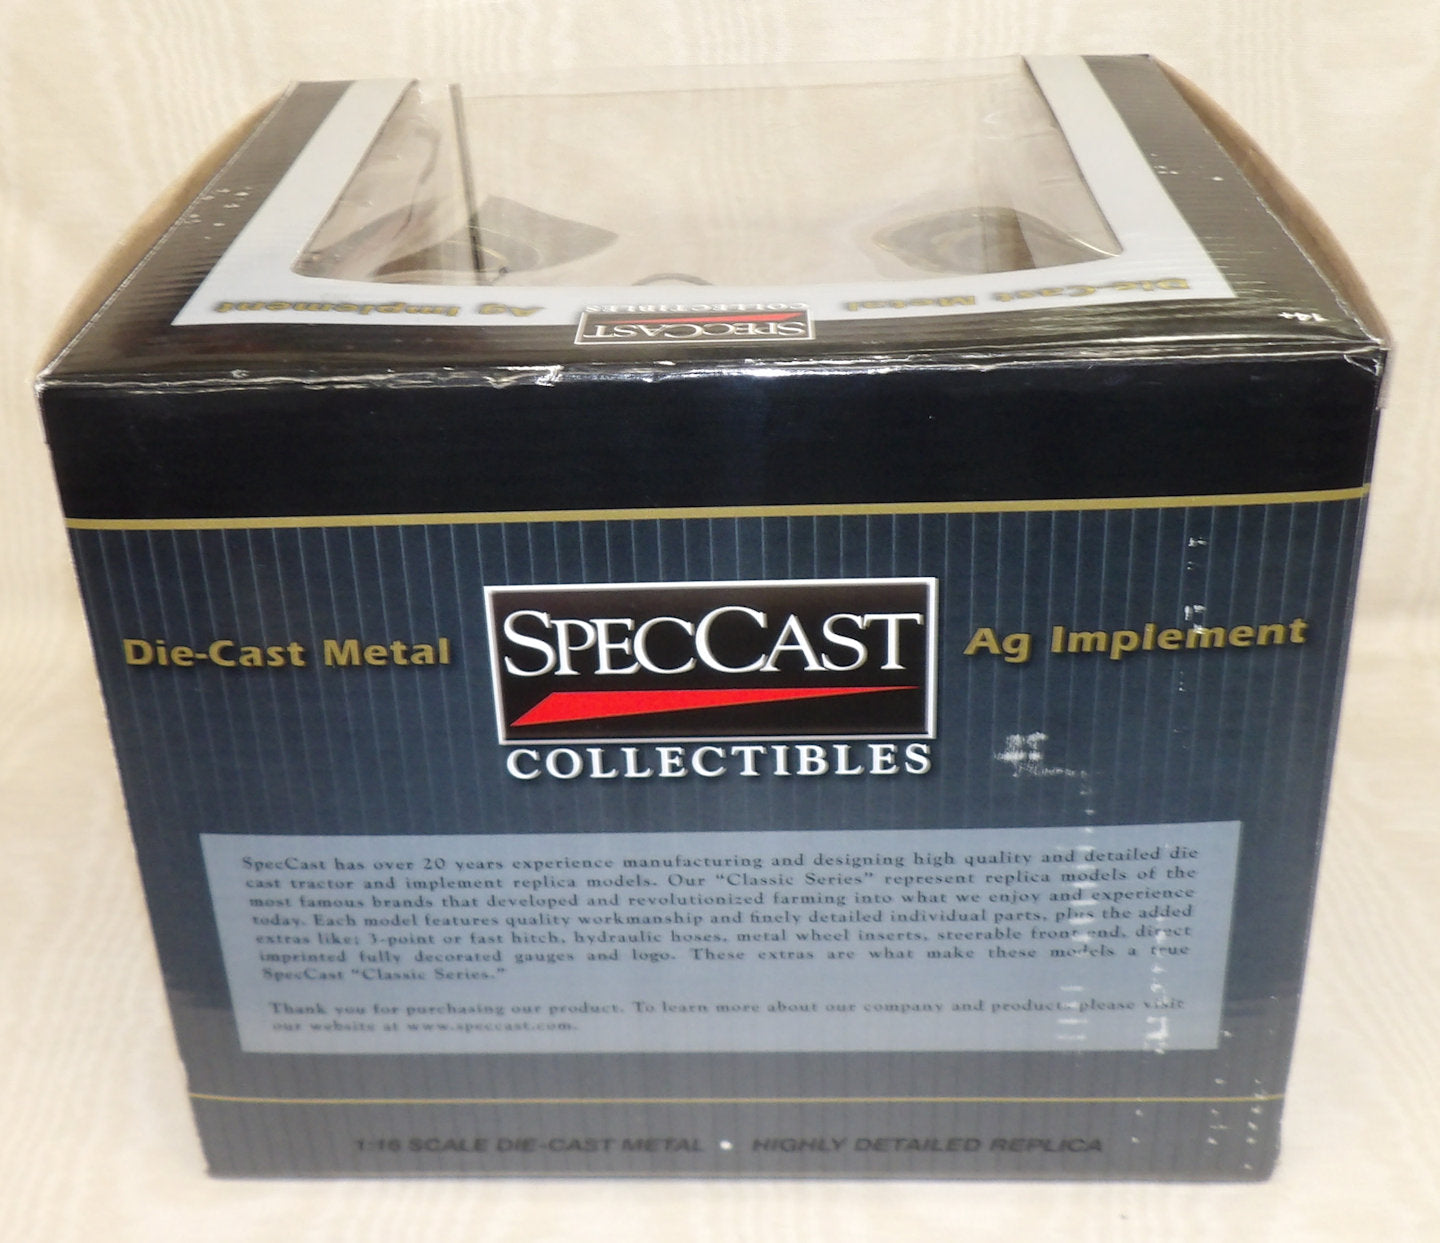 Ag Implement
SPECCAST
COLLECTIBLES
Die-Cast Metal
14+
Die-Cast Metal
SPECCAST
COLLECTIBLES
Ag Implement
SpecCast has over 20 years experience manufacturing and designing high quality and detailed die
cast tractor and implement replica models. Our “Classic Series” represent replica models of the
most famous brands that developed and revolutionized farming into what we enjoy and experience
today. Each model features quality workmanship and finely detailed individual parts, plus the added
extras like; 3-point or fast hitch, hydraulic hoses, metal wheel inserts, steerable front end, direct
imprinted fully decorated gauges and logo. These extras are what make these models a true
SpecCast “Classic Series.”
Thank you for purchasing our product. To learn more about our company and product, please visit
our website at www.speccast.com.
1:16 SCALE DIE-CAST METAL • HIGHLY DETAILED REPLICA